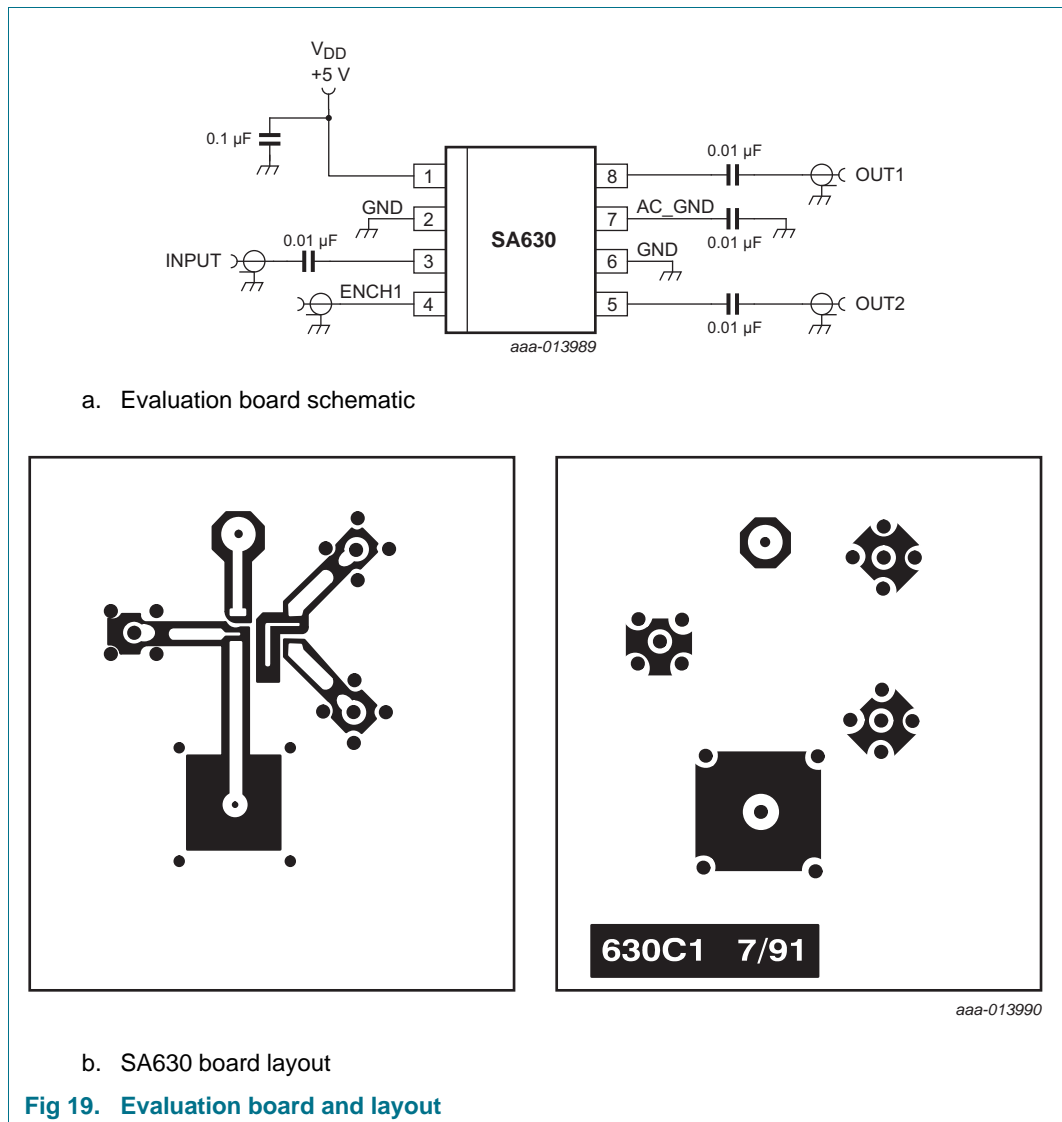 VDD
+5 V
0.1 μF
1
8
0.01 μF
OUT1
GND
2
7
AC_GND
0.01 μF
SA630
INPUT
0.01 μF
3
6
GND
ENCH1
4
5
0.01 μF
OUT2
aaa-013989
a. Evaluation board schematic
630C1 7/91
aaa-013990
b. SA630 board layout
Fig 19. Evaluation board and layout